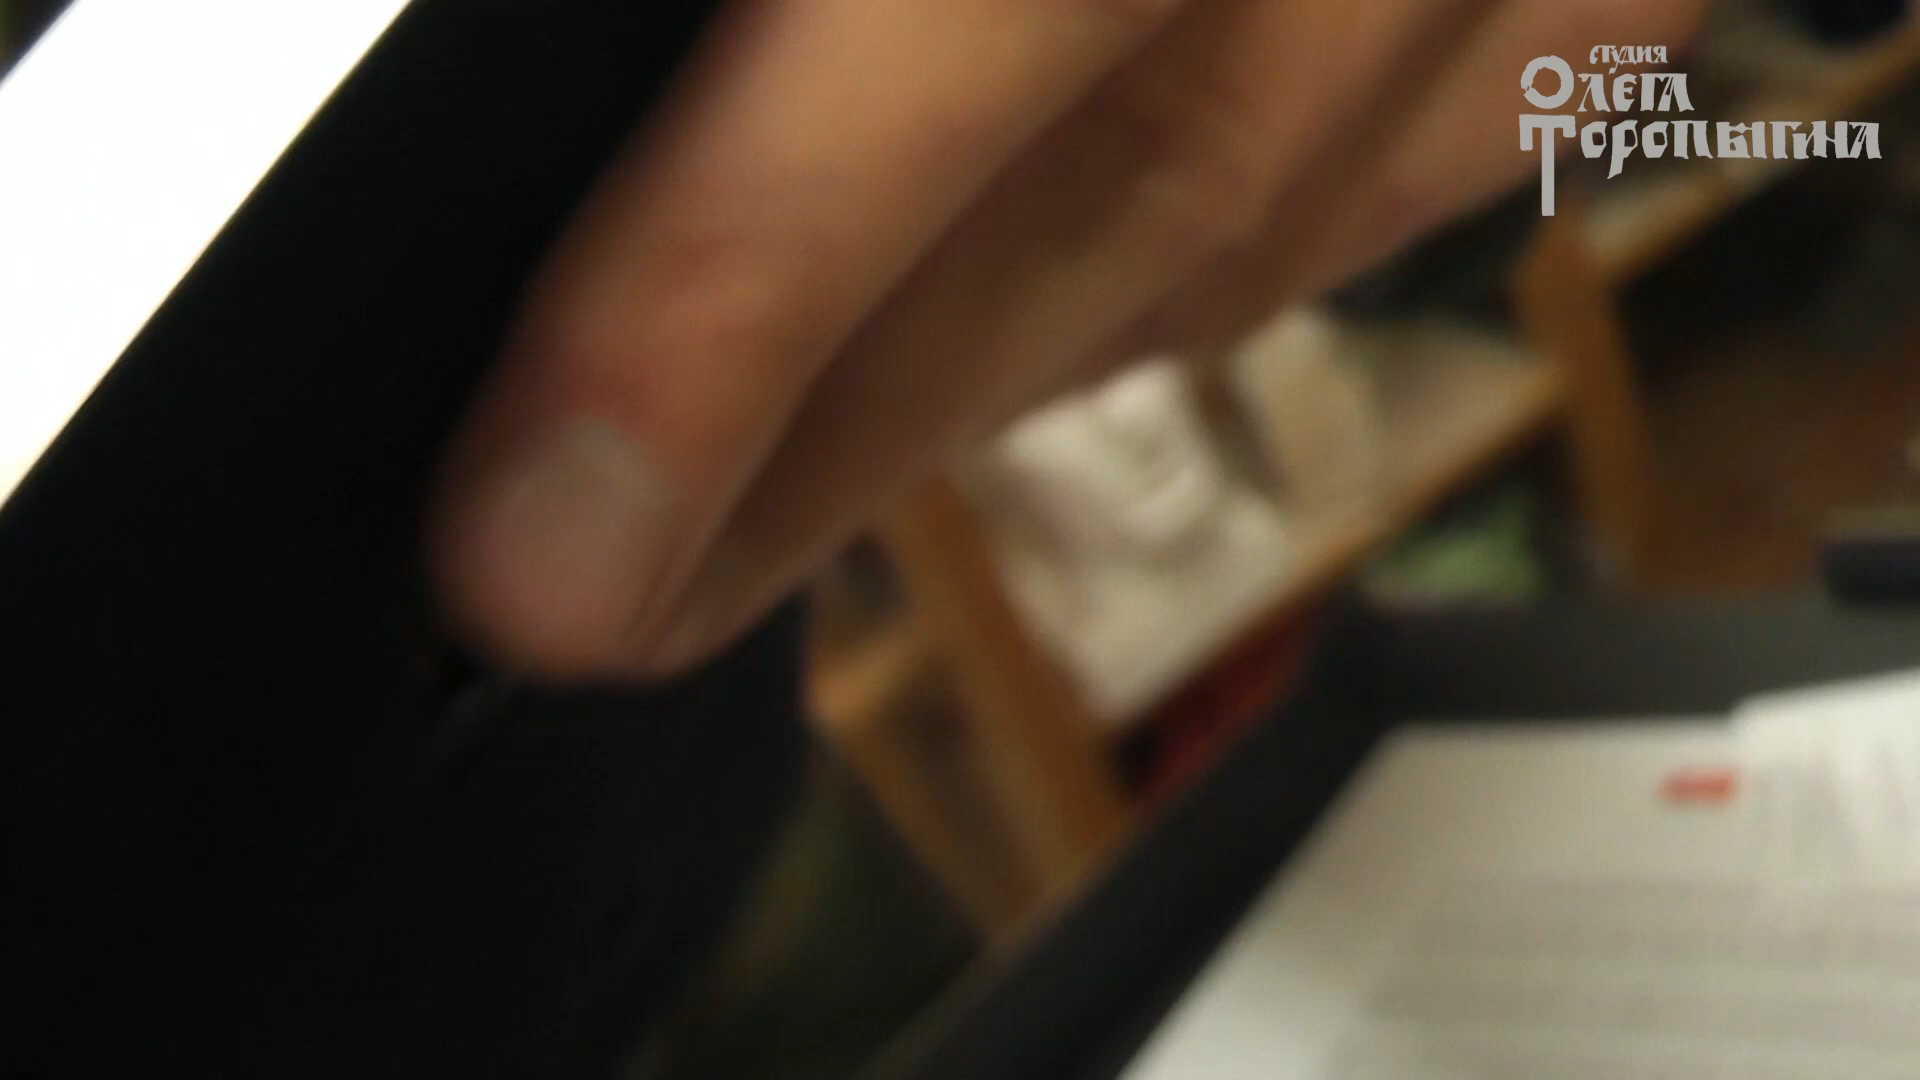 студия
Олега
Торопыгина